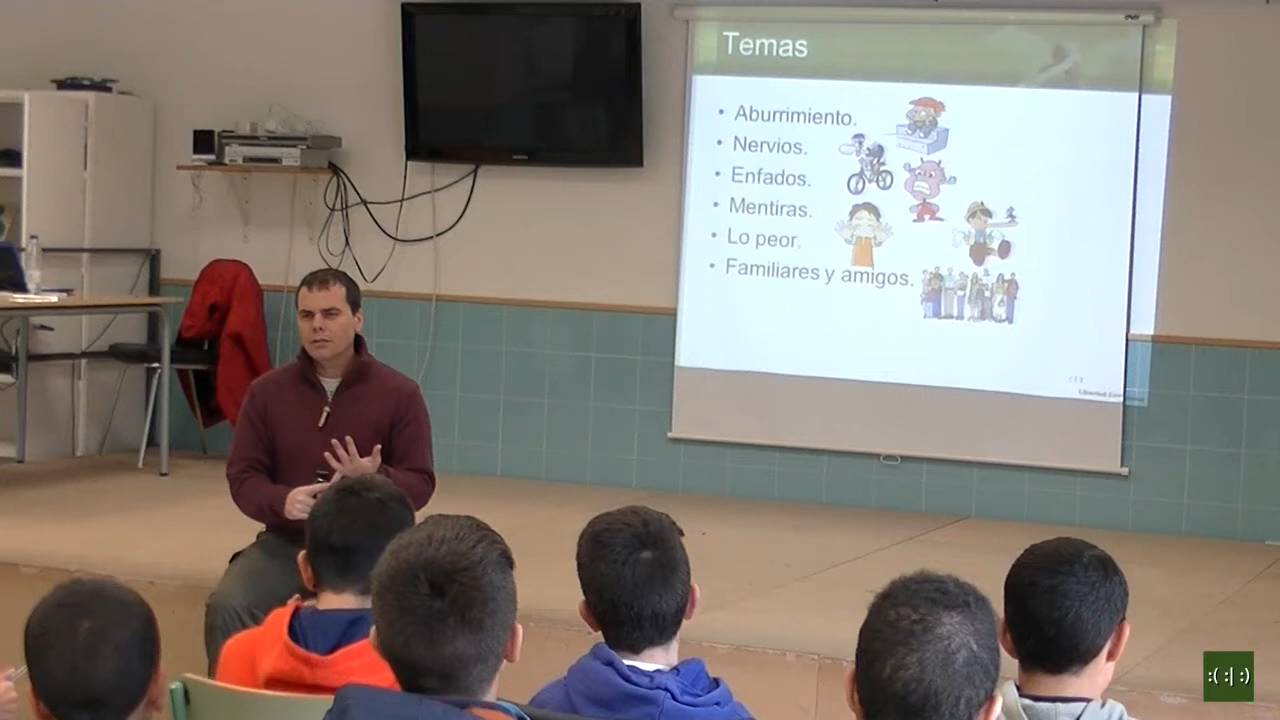 Temas
• Aburrimiento.
• Nervios.
• Enfados.
• Mentiras.
• Lo peor.
• Familiares y amigos.
:( :| :)